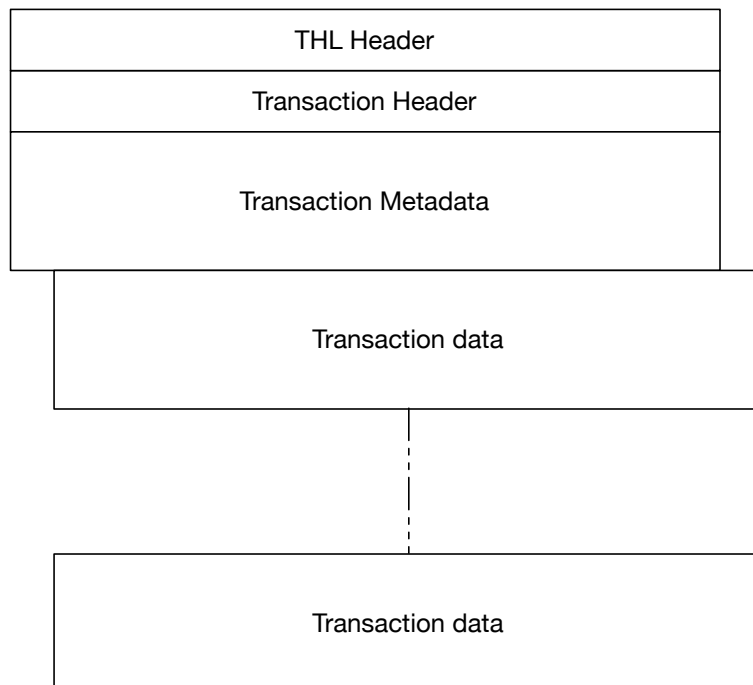 THL Header
Transaction Header
Transaction Metadata
Transaction data
Transaction data